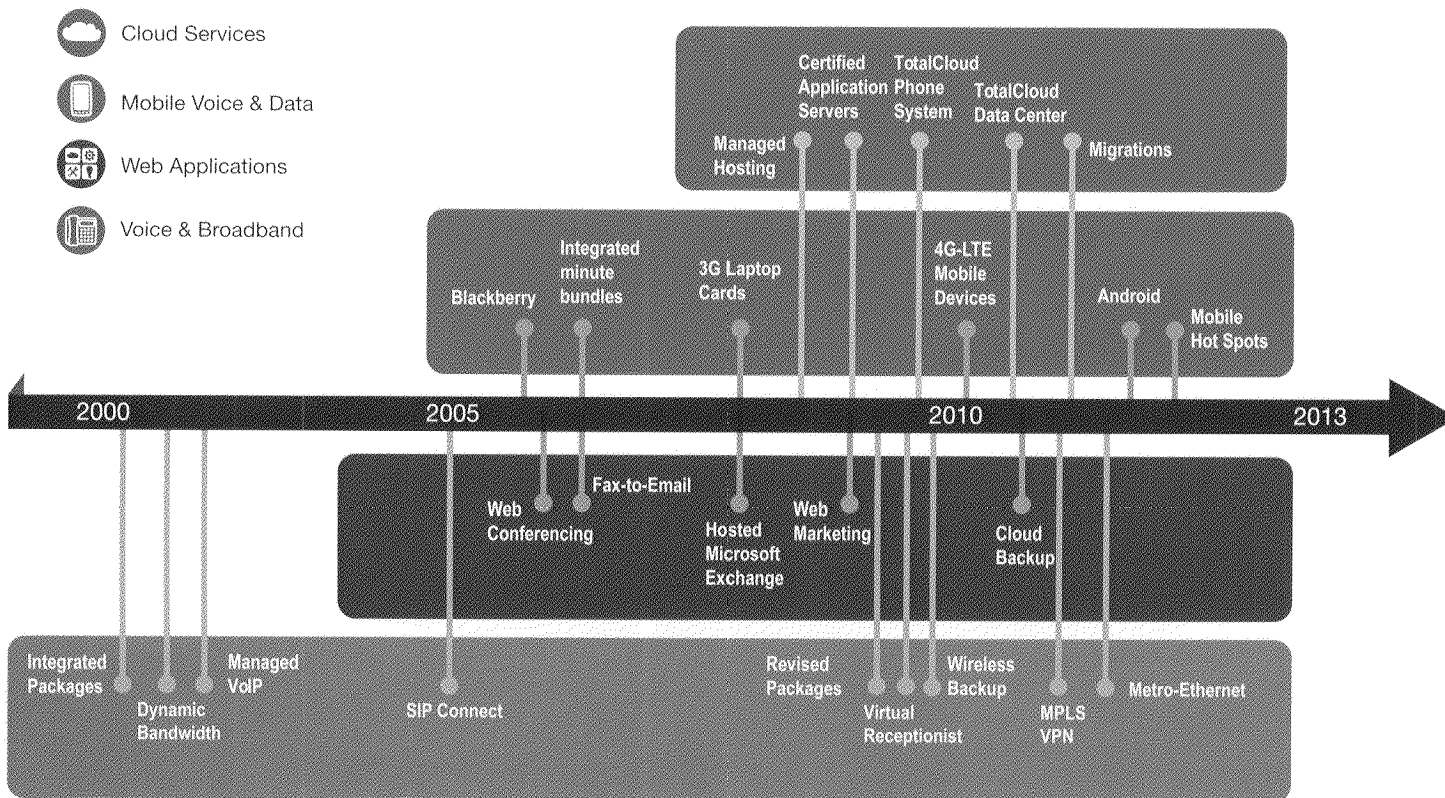 Cloud Services
Mobile Voice & Data
Web Applications
Voice & Broadband
Certified
Application
Servers
TotalCloud
Phone
System
TotalCloud
Data Center
Managed
Hosting
Migrations
Blackberry
Integrated
minute
bundles
3G Laptop
Cards
4G-LTE
Mobile
Devices
Android
Mobile
Hot Spots
2000
2005
2010
2013
Web
Conferencing
Fax-to-Email
Hosted
Microsoft
Exchange
Web
Marketing
Cloud
Backup
Integrated
Packages
Dynamic
Bandwidth
Managed
VoIP
SIP Connect
Revised
Packages
Virtual
Receptionist
Wireless
Backup
MPLS
VPN
Metro-Ethernet